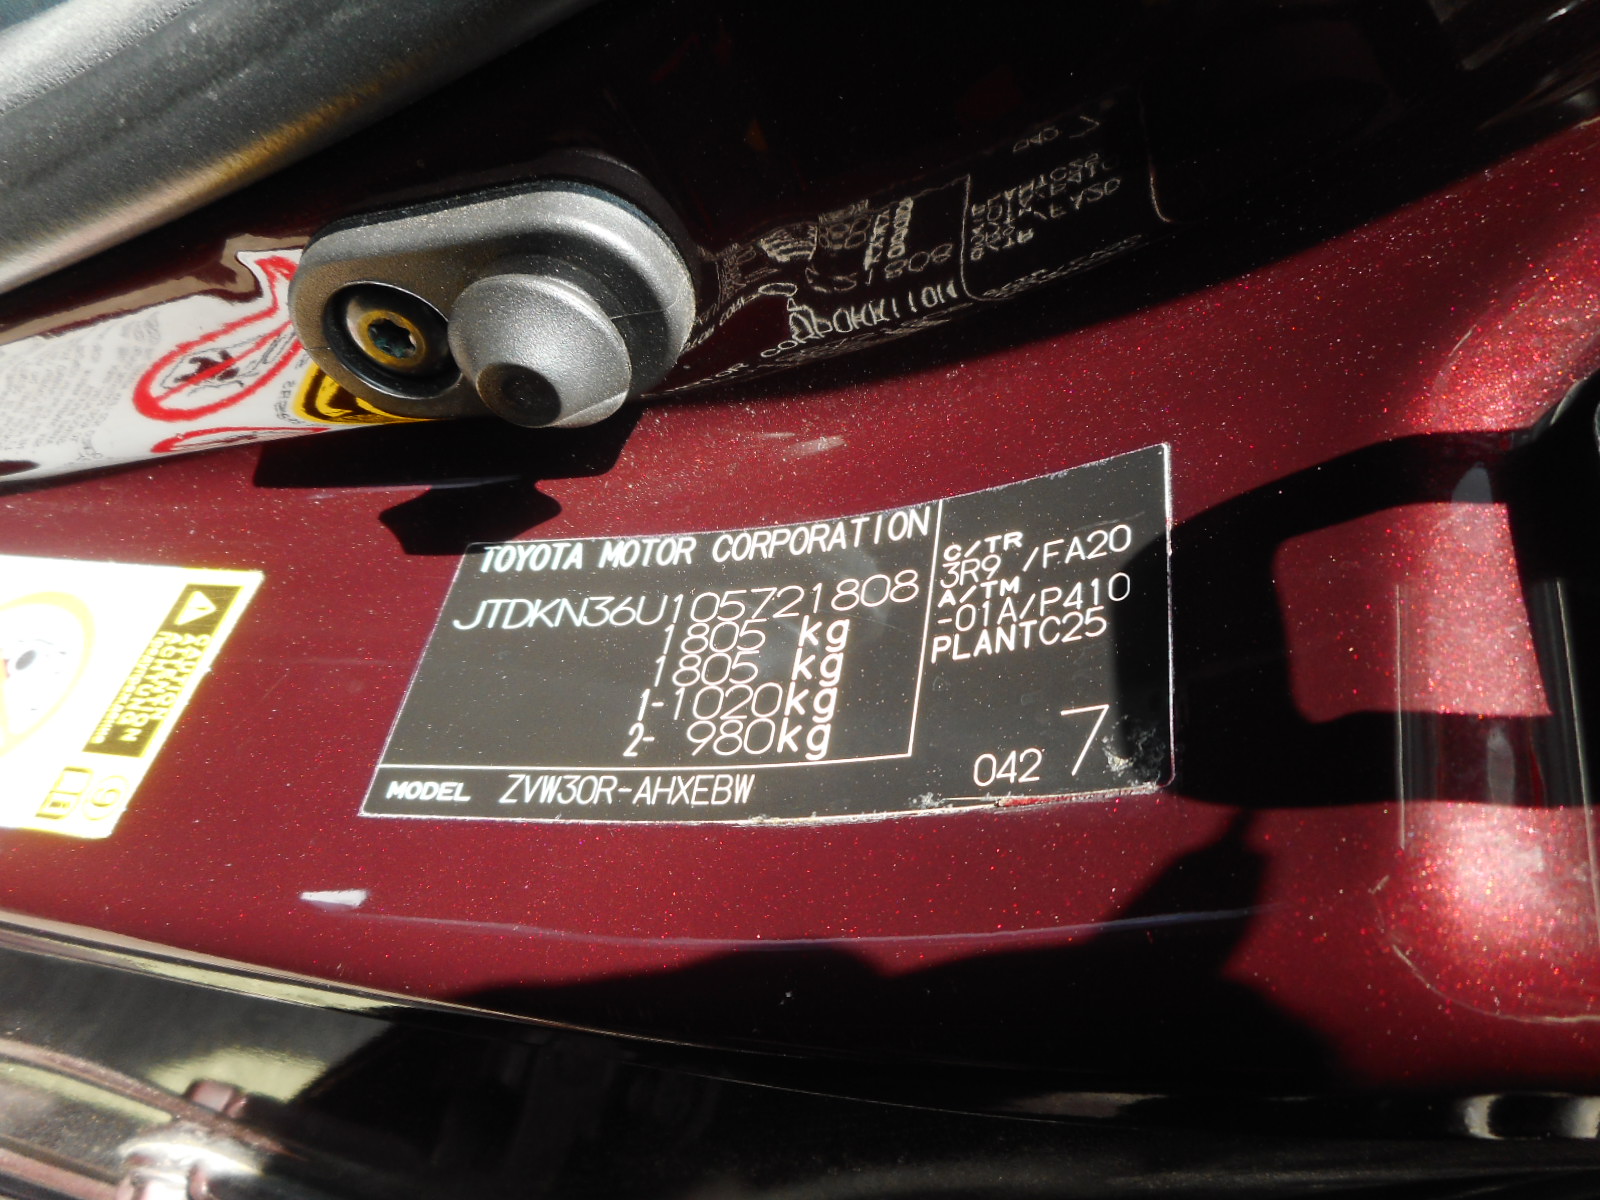 TOYOTA MOTOR CORPORATION
JTDKN36U105721808
1805 kg
1805 kg
1-1020kg
2- 980kg
MODEL ZVW30R-AHXEBW
C/TR
3R9 /FA20
A/TM
-01A/P410
PLANTC25
042 7